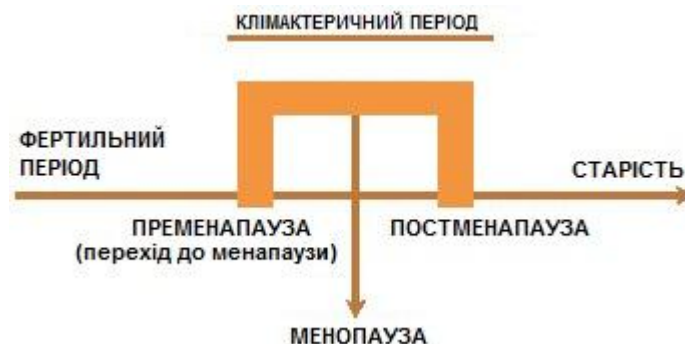 КЛІМАКТЕРИЧНИЙ ПЕРІОД
ФЕРТИЛЬНИЙ
ПЕРІОД
СТАРІСТЬ
ПРЕМЕНАПАУЗА
(перехід до менапаузи)
ПОСТМЕНАПАУЗА
МЕНОПАУЗА